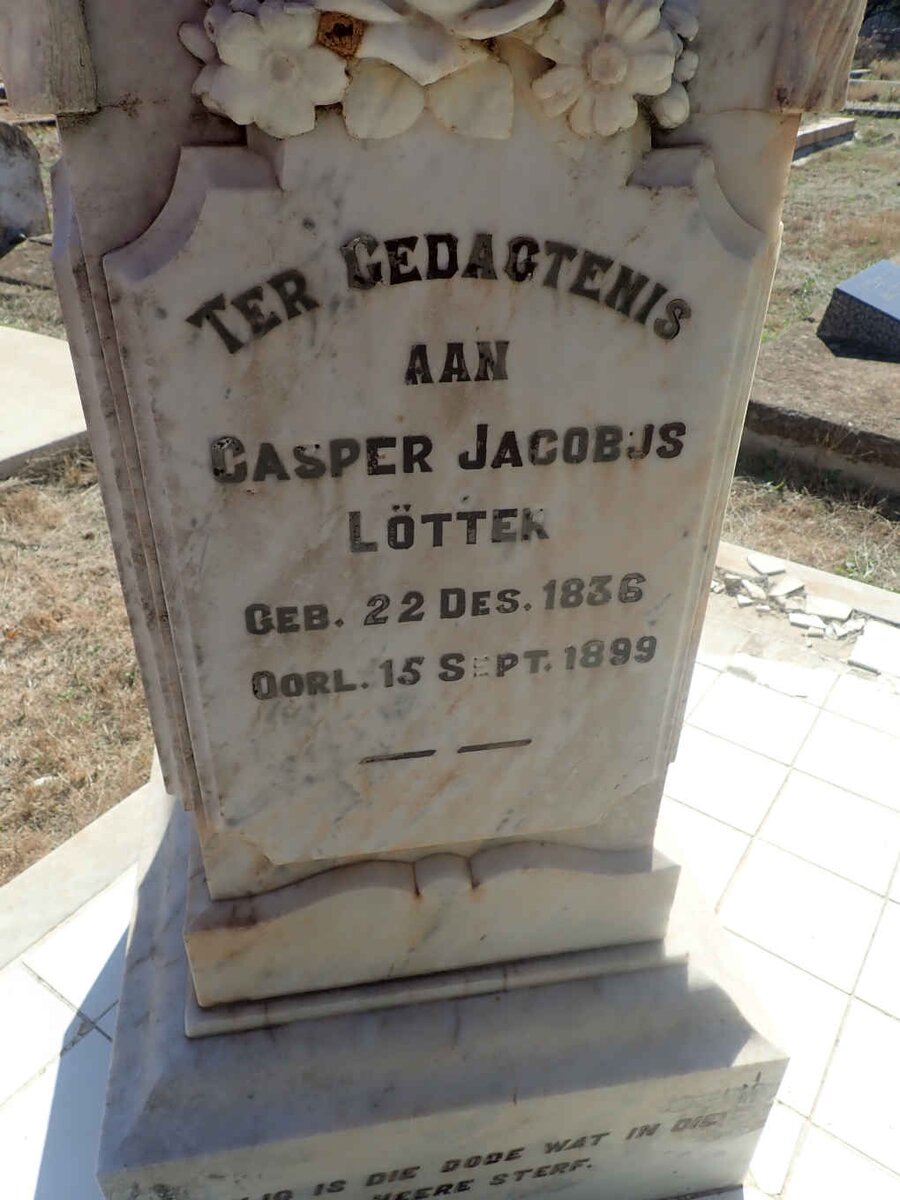 TER GEDAGTENIS
AAN
CASPER JACOBUS
LÖTTER
GEB. 22 DES. 1836
OORL. 15 SEPT. 1899
IS DIE DODE WAT IN DIE
HEERE STERF.